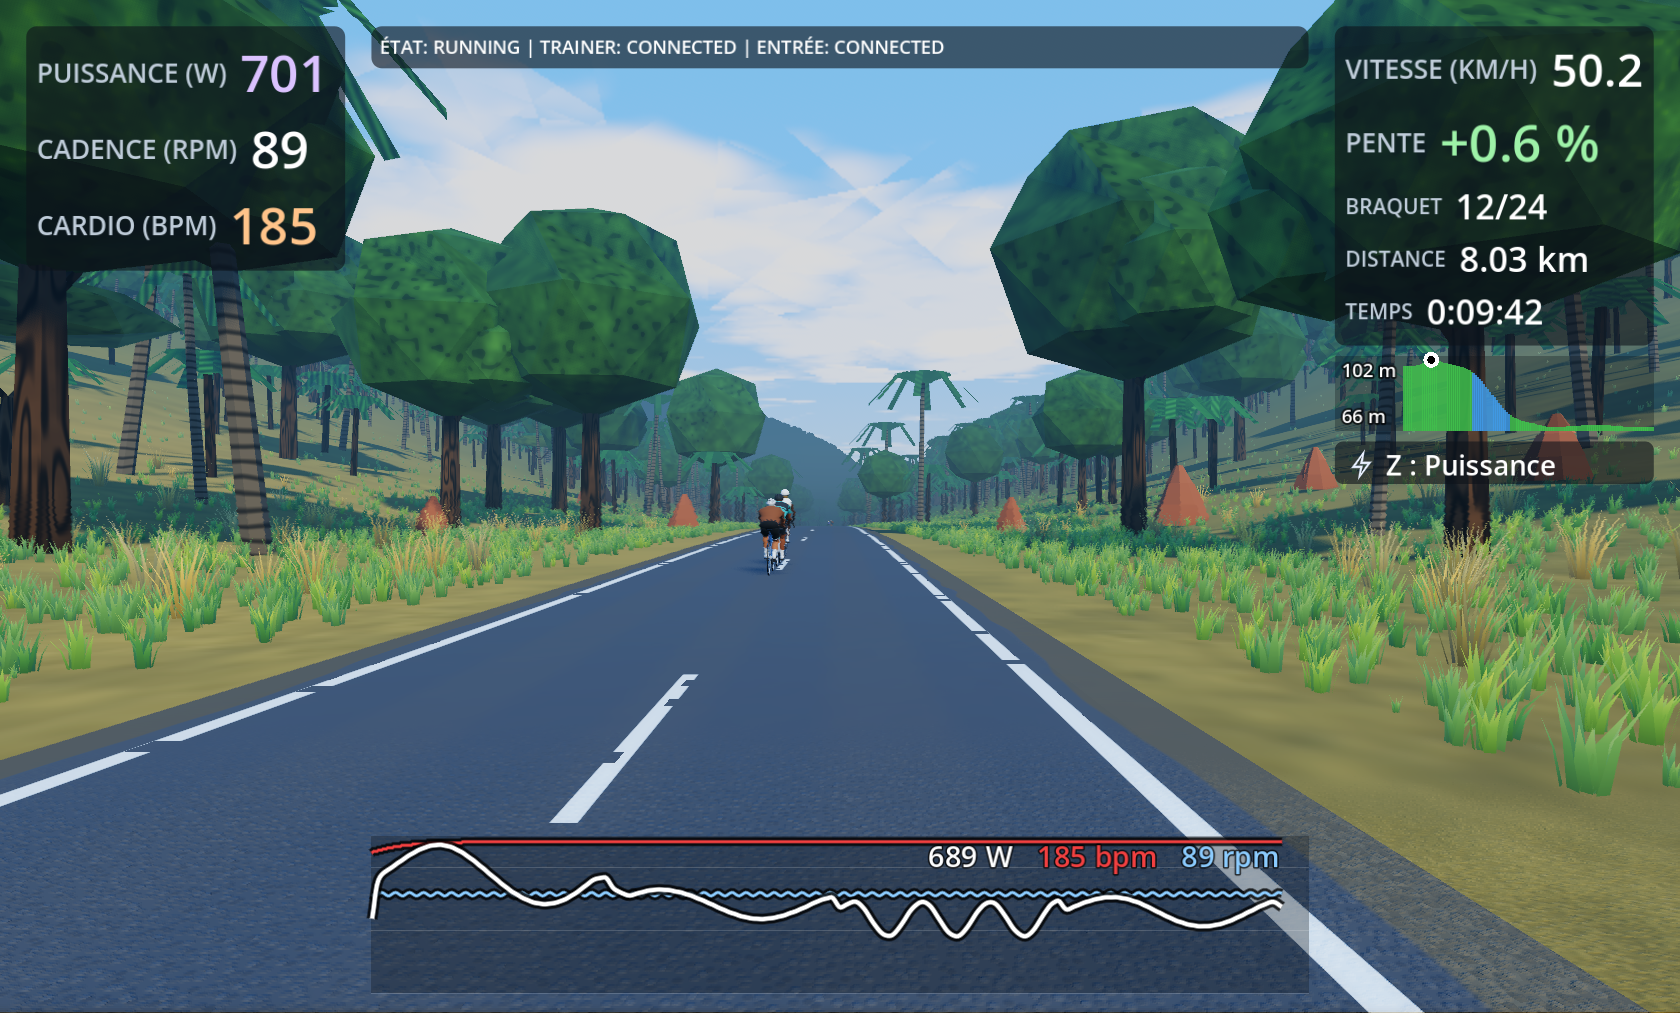 PUISSANCE (W) 701
CADENCE (RPM) 89
CARDIO (BPM) 185
ÉTAT: RUNNING | TRAINER: CONNECTED | ENTRÉE: CONNECTED
VITESSE (KM/H) 50.2
PENTE +0.6 %
BRAQUET 12/24
DISTANCE 8.03 km
TEMPS 0:09:42
102 m
66 m
Z : Puissance
689 W 185 bpm 89 rpm